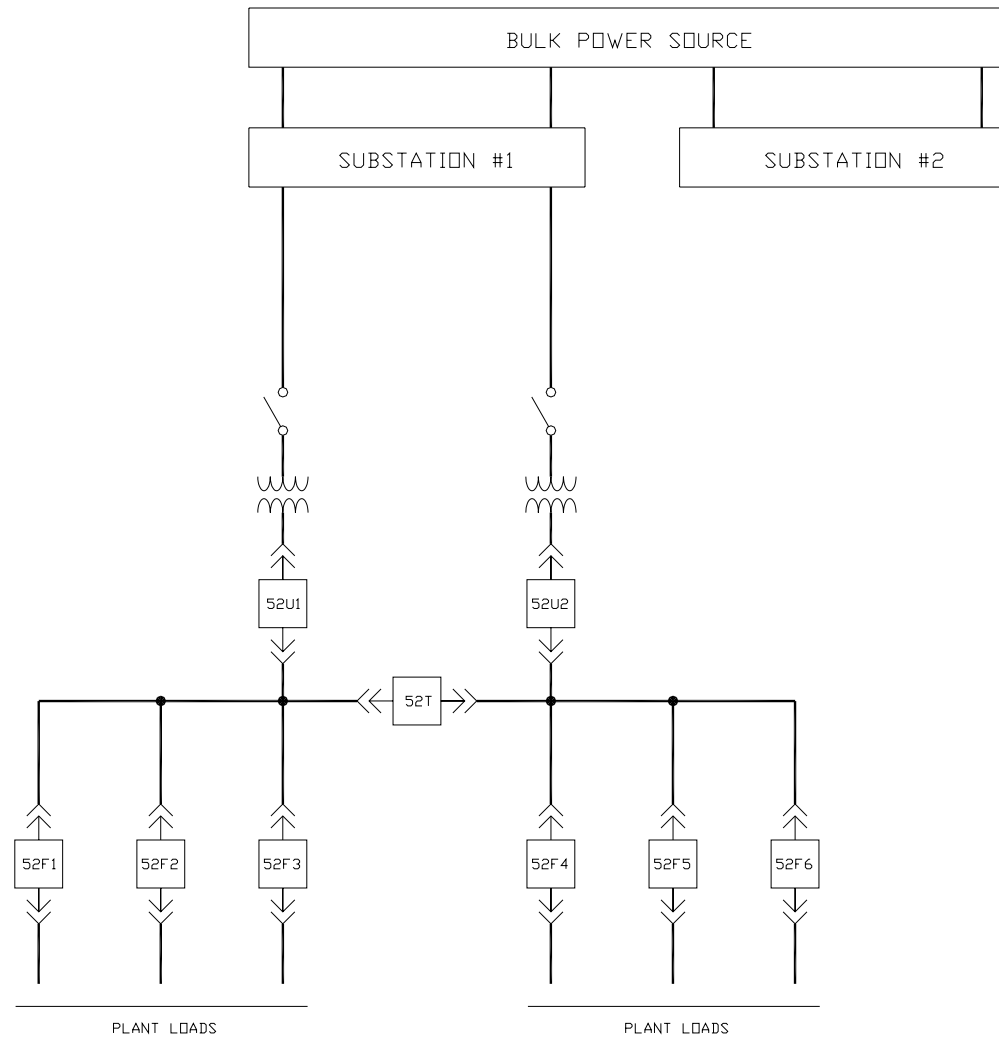 BULK POWER SOURCE
SUBSTATION #1
SUBSTATION #2
52U1
52U2
52T
52F1
52F2
52F3
52F4
52F5
52F6
PLANT LOADS
PLANT LOADS